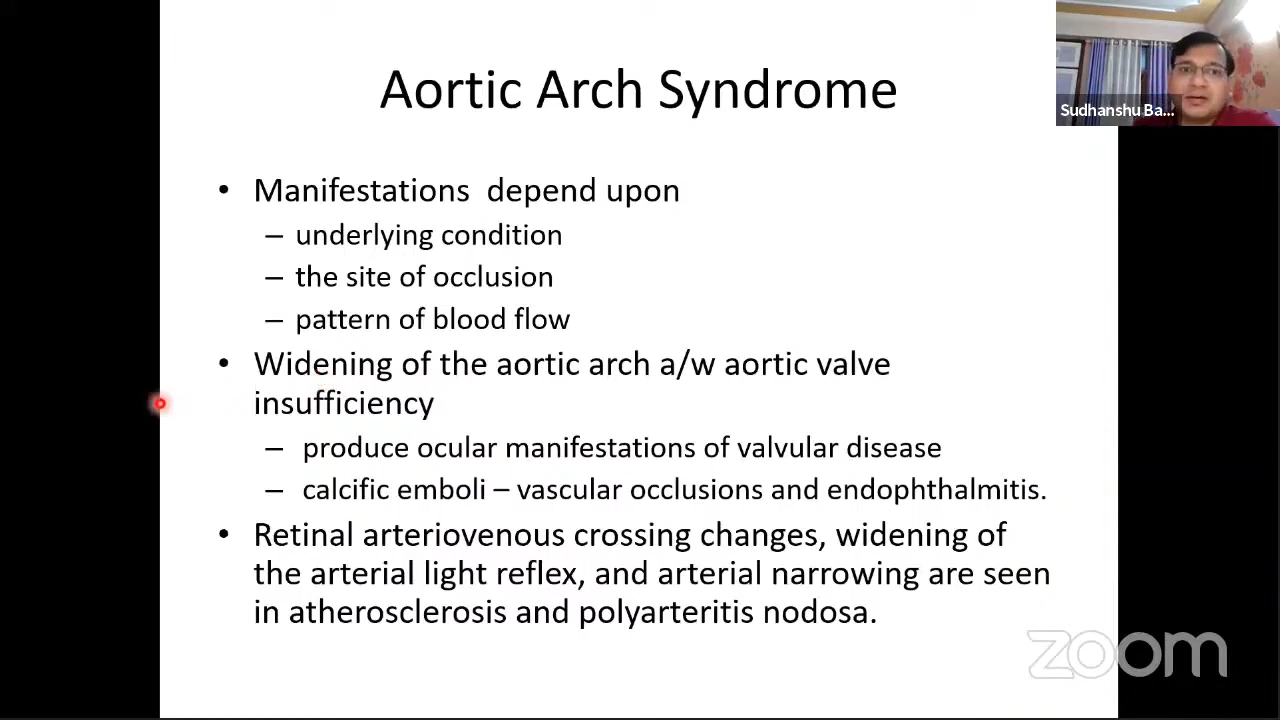 Aortic Arch Syndrome
Sudhanshu Ba...
• Manifestations depend upon
– underlying condition
– the site of occlusion
– pattern of blood flow
• Widening of the aortic arch a/w aortic valve
insufficiency
– produce ocular manifestations of valvular disease
– calcific emboli – vascular occlusions and endophthalmitis.
• Retinal arteriovenous crossing changes, widening of
the arterial light reflex, and arterial narrowing are seen
in atherosclerosis and polyarteritis nodosa.
zoom